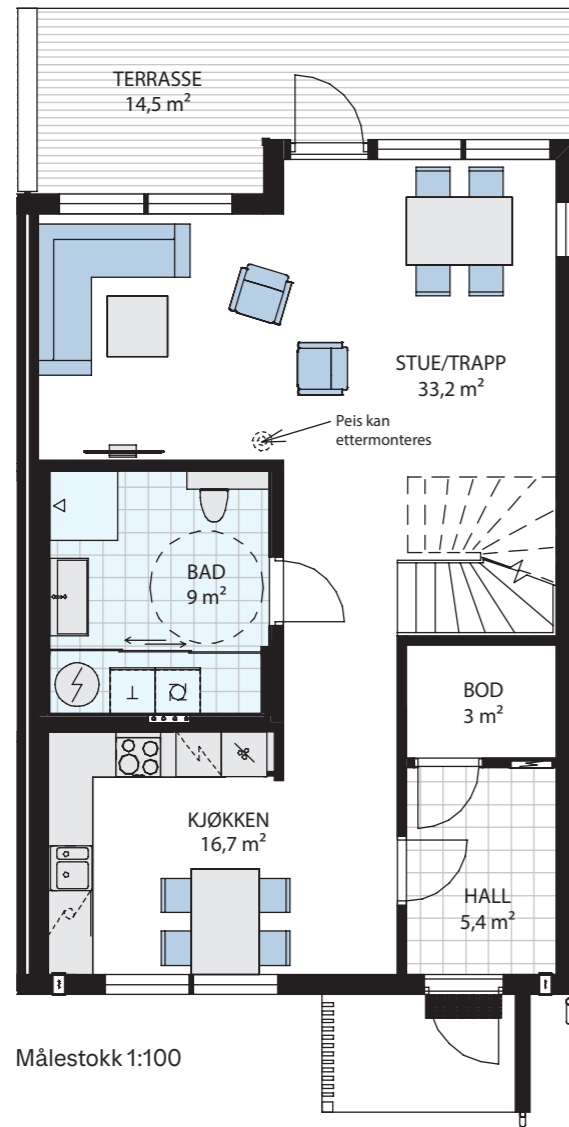 TERRASSE
14,5 m²
STUE/TRAPP
33,2 m²
Peis kan
ettermonteres
BAD
9 m²
BOD
3 m²
KJØKKEN
16,7 m²
HALL
5,4 m²
Målestokk 1:100